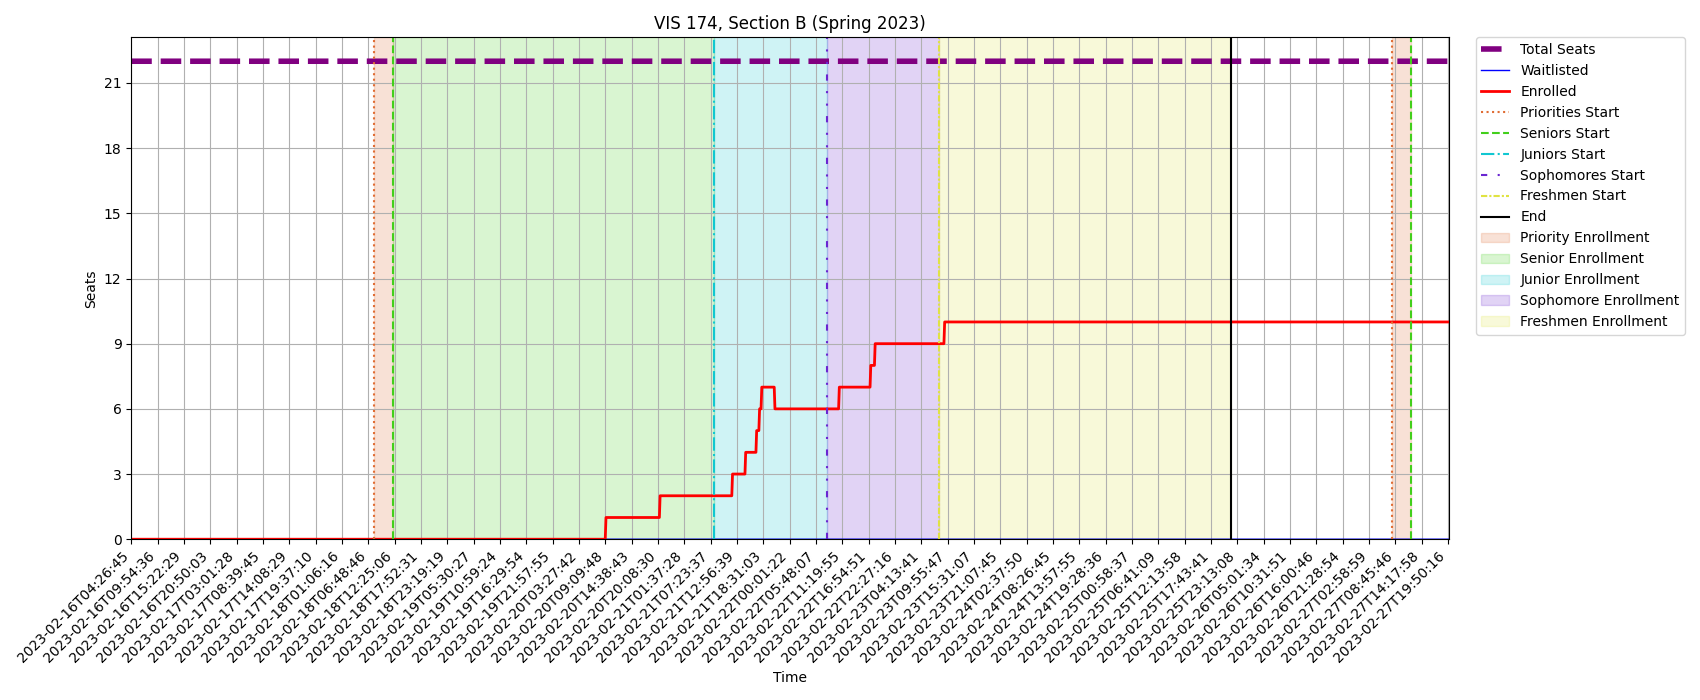 VIS 174, Section B (Spring 2023)
Total Seats
Waitlisted
Enrolled
Priorities Start
Seniors Start
Juniors Start
Sophomores Start
Freshmen Start
End
Priority Enrollment
Senior Enrollment
Junior Enrollment
Sophomore Enrollment
Freshmen Enrollment
Seats
21
18
15
12
9
6
3
0
2023-02-16T04:26:45
2023-02-16T09:54:36
2023-02-16T15:22:29
2023-02-16T20:50:03
2023-02-17T03:01:28
2023-02-17T08:39:45
2023-02-17T14:08:29
2023-02-17T19:37:10
2023-02-18T01:06:16
2023-02-18T06:48:46
2023-02-18T12:25:06
2023-02-18T17:52:31
2023-02-18T23:19:19
2023-02-19T05:30:27
2023-02-19T10:59:24
2023-02-19T16:29:54
2023-02-19T21:57:55
2023-02-20T03:27:42
2023-02-20T09:09:48
2023-02-20T14:38:43
2023-02-20T20:08:30
2023-02-21T01:37:28
2023-02-21T07:23:37
2023-02-21T12:56:39
2023-02-21T18:31:03
2023-02-22T00:01:22
2023-02-22T05:48:07
2023-02-22T11:19:55
2023-02-22T16:54:51
2023-02-22T22:27:16
2023-02-23T04:13:41
2023-02-23T09:55:47
2023-02-23T15:31:07
2023-02-23T21:07:45
2023-02-24T02:37:50
2023-02-24T08:26:45
2023-02-24T13:57:55
2023-02-24T19:28:36
2023-02-25T00:58:37
2023-02-25T06:41:09
2023-02-25T12:13:58
2023-02-25T17:43:41
2023-02-25T23:13:08
2023-02-26T05:01:34
2023-02-26T10:31:51
2023-02-26T16:00:46
2023-02-26T21:28:54
2023-02-27T02:58:59
2023-02-27T08:45:46
2023-02-27T14:17:58
2023-02-27T19:50:16
Time